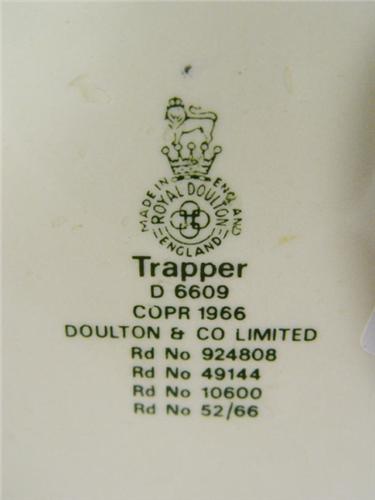 MADE IN ENGLAND
ROYAL DOULTON
ENGLAND
Trapper
D 6609
COPR 1966
DOULTON & CO LIMITED
Rd No 924808
Rd No 49144
Rd No 10600
Rd No 52/66